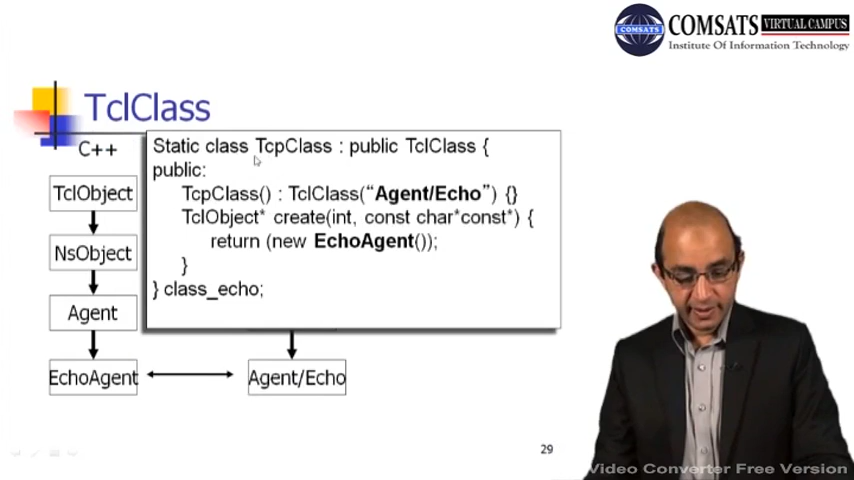 COMSATS VIRTUAL CAMPUS
COMSATS
Institute Of Information Technology
TclClass
C++
TclObject
NsObject
Agent
EchoAgent
Static class TcpClass : public TclClass {
public:
TcpClass() : TclClass(“Agent/Echo”) {}
TclObject* create(int, const char*const*) {
return (new EchoAgent());
}
} class_echo;
Agent/Echo
29
Video Converter Free Version